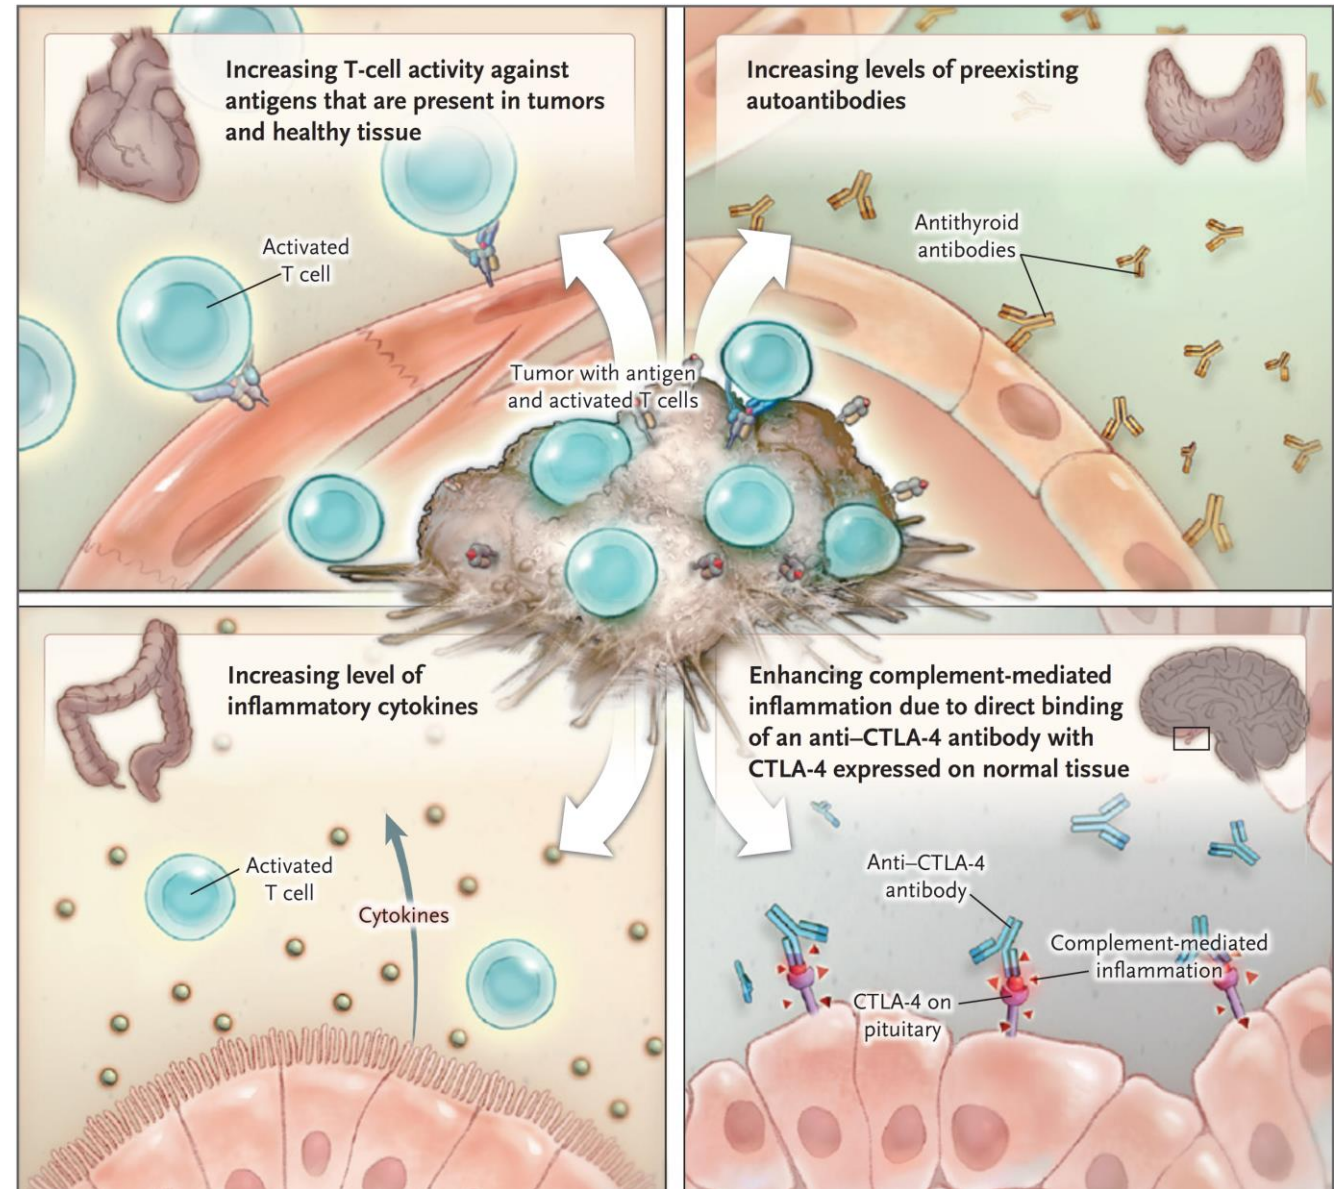 Increasing T-cell activity against
antigens that are present in tumors
and healthy tissue
Activated
T cell
Increasing levels of preexisting
autoantibodies
Antithyroid
antibodies
Tumor with antigen
and activated T cells
Increasing level of
inflammatory cytokines
Activated
T cell
Cytokines
Enhancing complement-mediated
inflammation due to direct binding
of an anti–CTLA-4 antibody with
CTLA-4 expressed on normal tissue
Anti–CTLA-4
antibody
Complement-mediated
inflammation
CTLA-4 on
pituitary